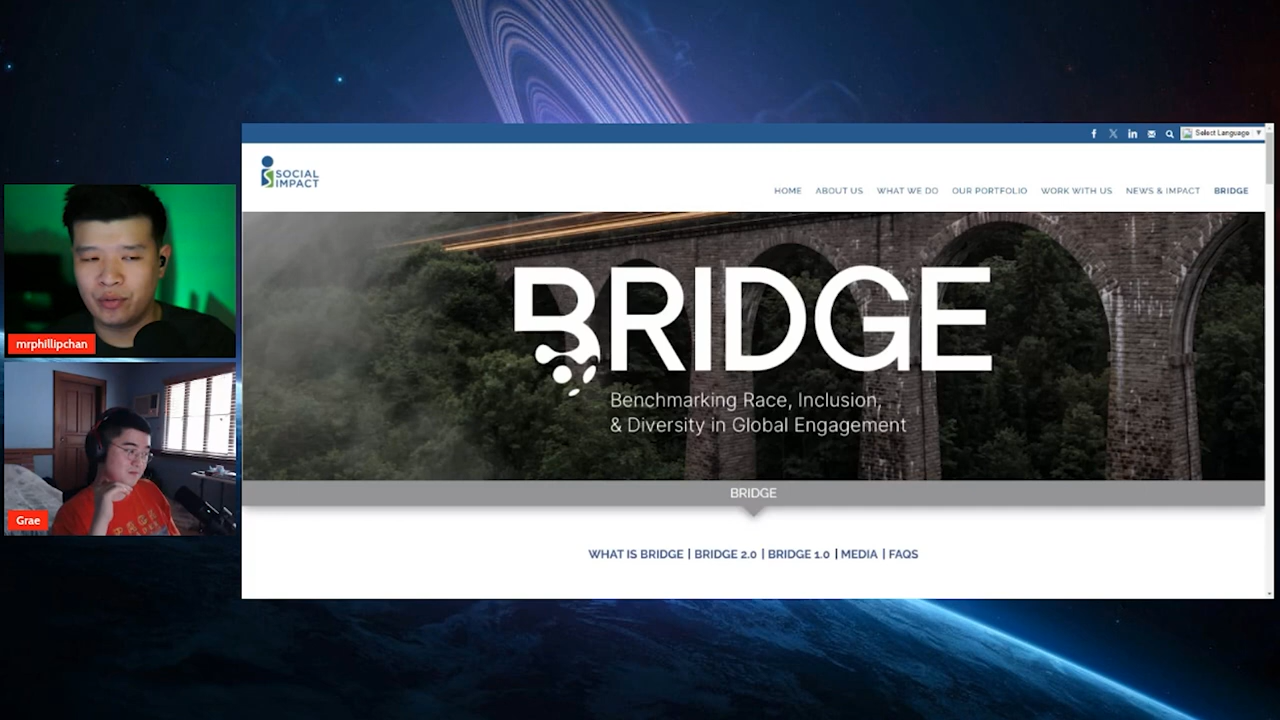 Select Language
SOCIAL
IMPACT
HOME ABOUT US WHAT WE DO OUR PORTFOLIO WORK WITH US NEWS & IMPACT BRIDGE
BRIDGE
Benchmarking Race, Inclusion,
& Diversity in Global Engagement
BRIDGE
WHAT IS BRIDGE | BRIDGE 2.0 | BRIDGE 1.0 | MEDIA | FAQS
mrphillipchan
Grae